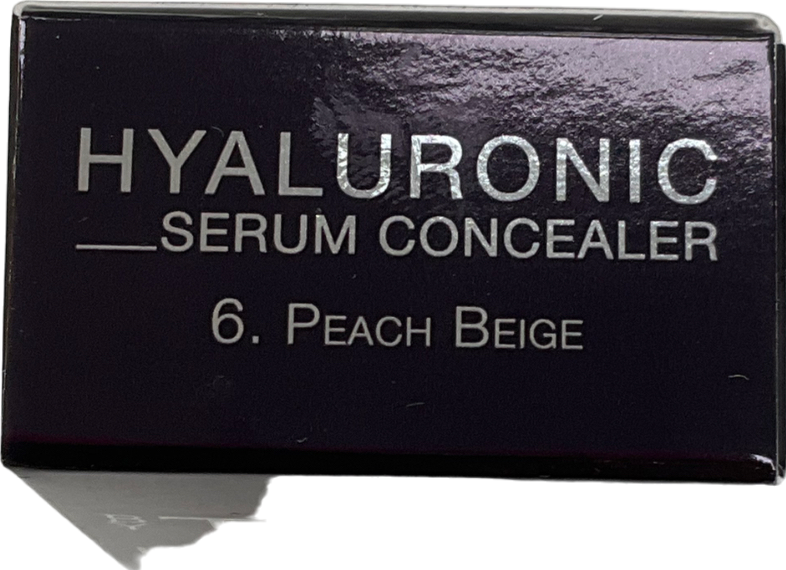 HYALURONIC
SERUM CONCEALER
6. PEACH BEIGE